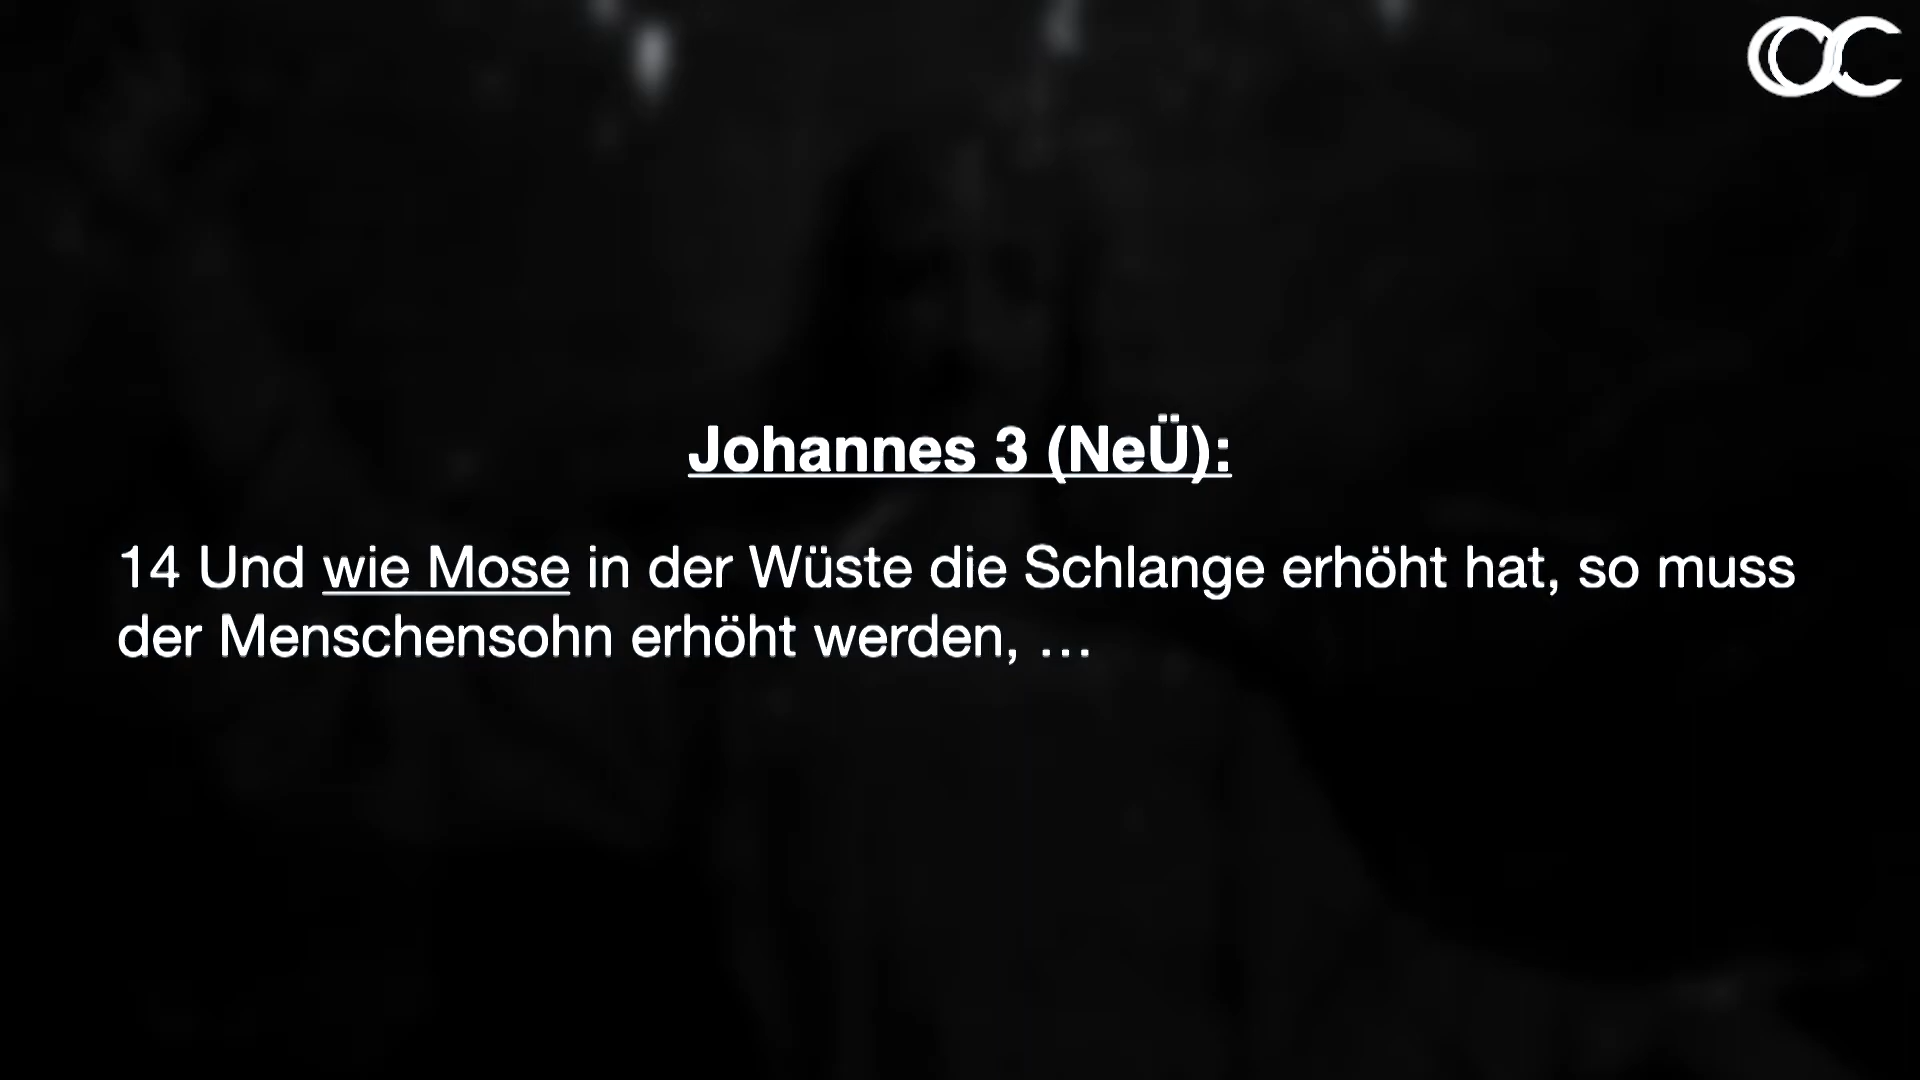 Johannes 3 (NeÜ):
14 Und wie Mose in der Wüste die Schlange erhöht hat, so muss
der Menschensohn erhöht werden, …